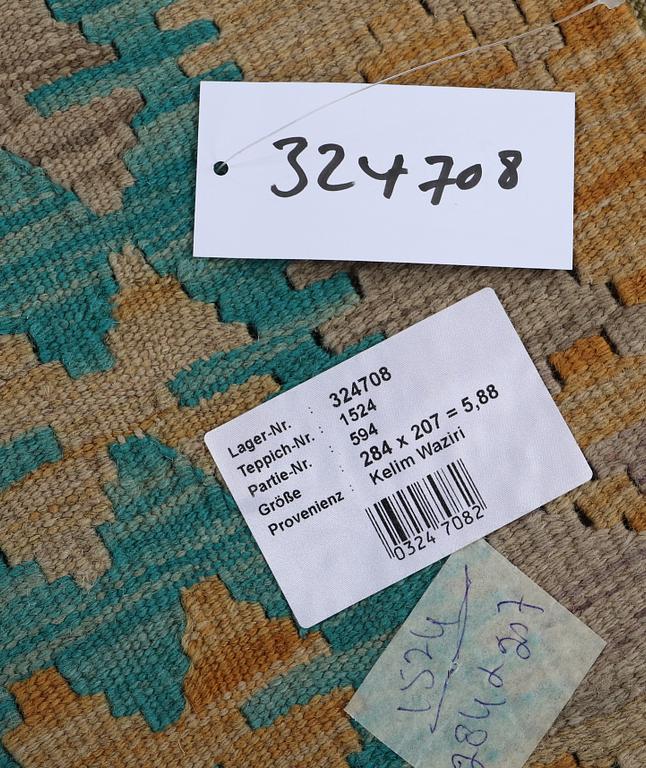 324708
Lager-Nr. : 324708
Teppich-Nr. : 1524
Partie-Nr. : 594
Größe : 284 x 207 = 5,88
Provenienz : Kelim Waziri
0324 7082
1524
284 x 207